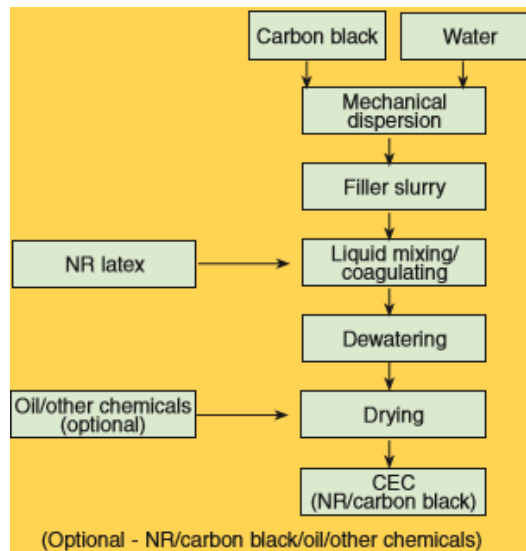 Carbon black
Water
Mechanical
dispersion
Filler slurry
NR latex
Liquid mixing/
coagulating
Dewatering
Oil/other chemicals
(optional)
Drying
CEC
(NR/carbon black)
(Optional - NR/carbon black/oil/other chemicals)